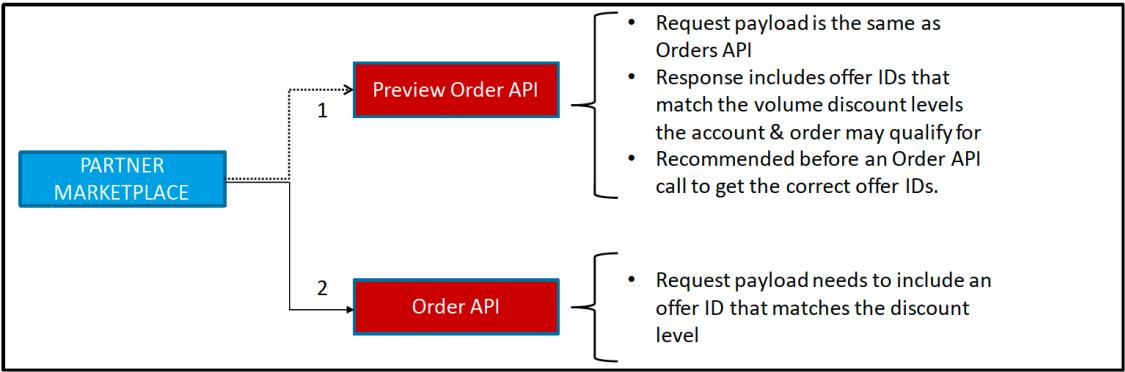 PARTNER
MARKETPLACE
1
Preview Order API
• Request payload is the same as
Orders API
• Response includes offer IDs that
match the volume discount levels
the account & order may qualify for
• Recommended before an Order API
call to get the correct offer IDs.
2
Order API
• Request payload needs to include an
offer ID that matches the discount
level